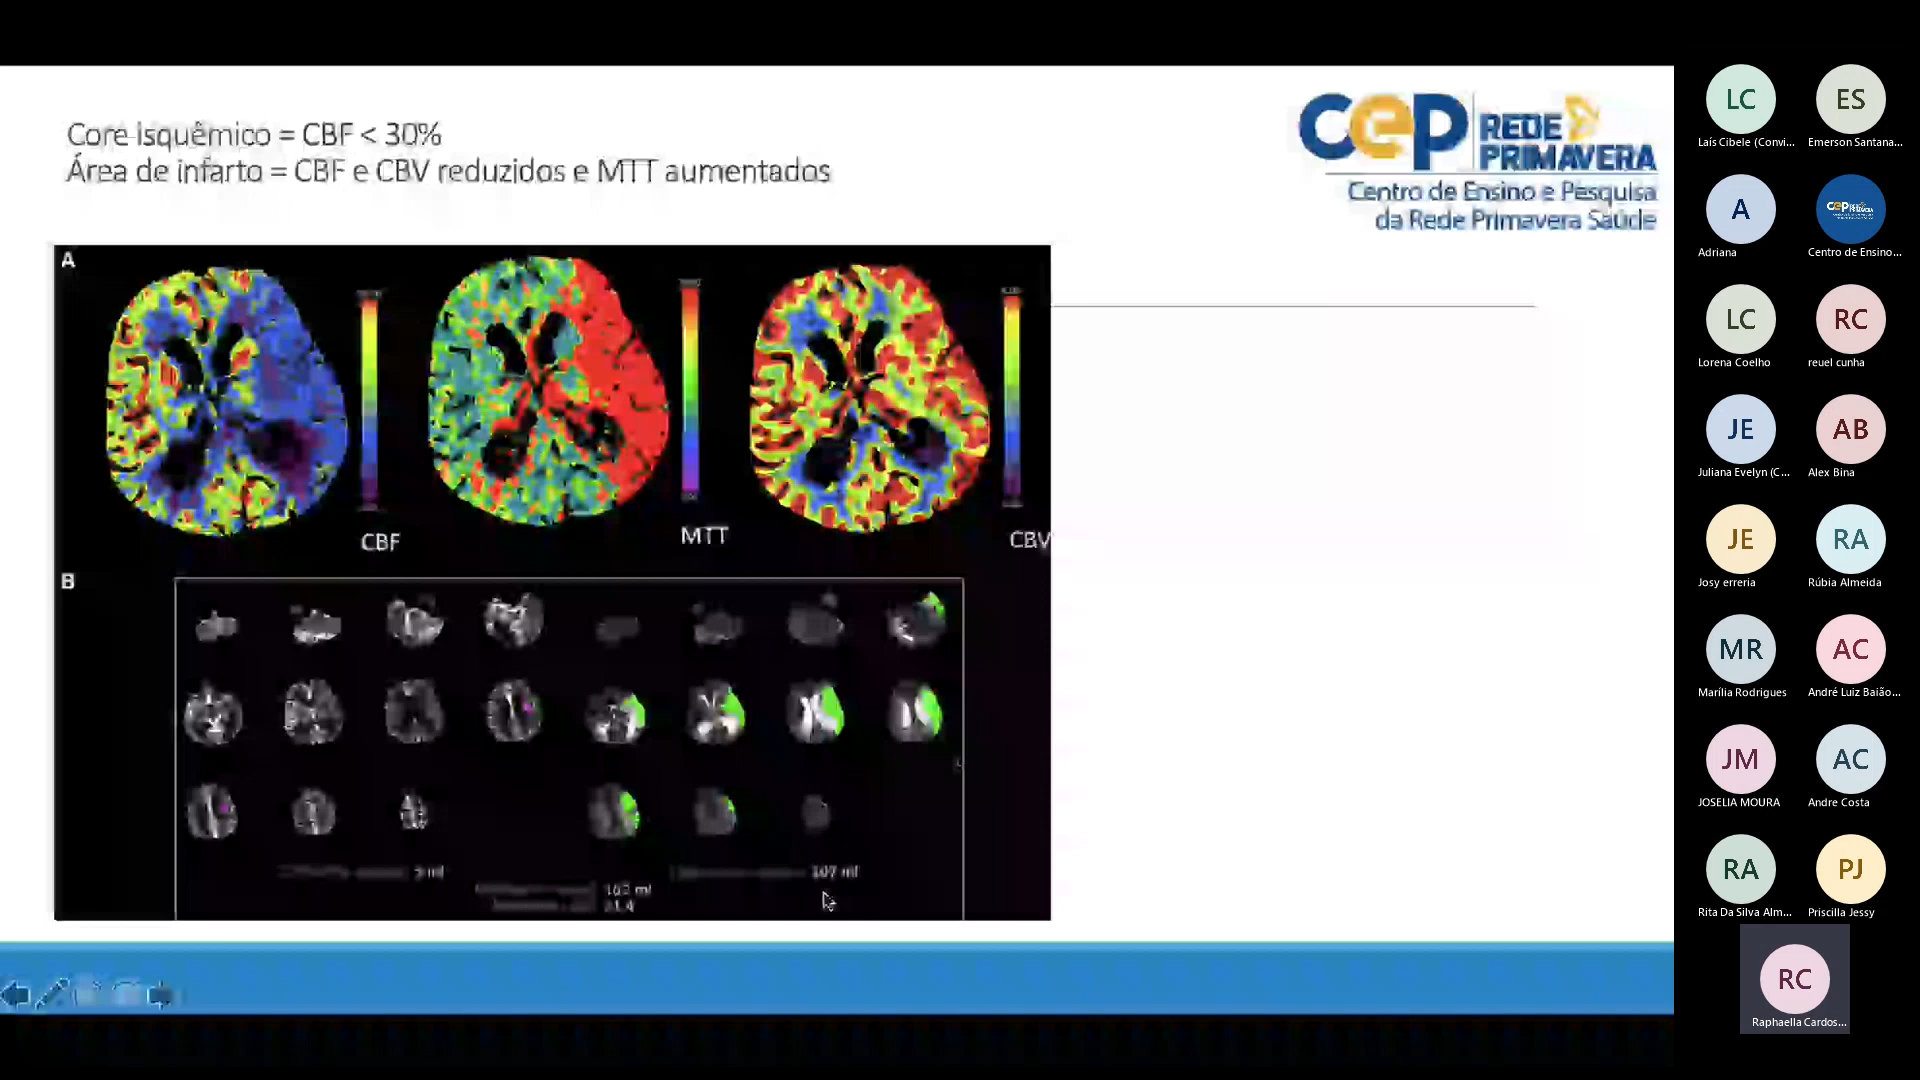 Core isquêmico = CBF < 30%
Área de infarto = CBF e CBV reduzidos e MTT aumentados
cep REDE PRIMAVERA
Centro de Ensino e Pesquisa
da Rede Primavera Saúde
A
CBF
MTT
CBV
B
LC
ES
Laís Cibele (Convi...
Emerson Santana...
A
Adriana
Centro de Ensino...
LC
RC
Lorena Coelho
reuel cunha
JE
AB
Juliana Evelyn (C...
Alex Bina
JE
RA
Josy erreria
Rúbia Almeida
MR
AC
Marília Rodrigues
André Luiz Baião...
JM
AC
JOSELIA MOURA
Andre Costa
RA
PJ
Rita Da Silva Alm...
Priscilla Jessy
RC
Raphaella Cardos...